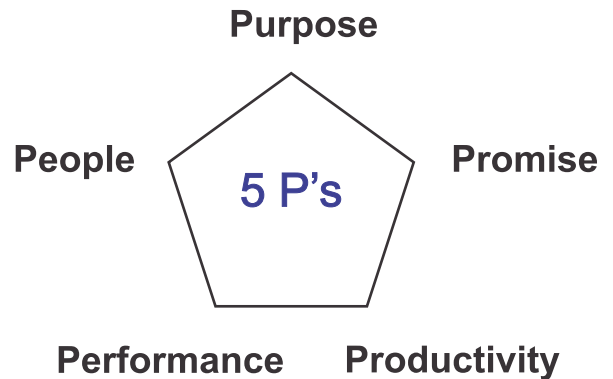 Purpose
People
Promise
5 P’s
Performance
Productivity